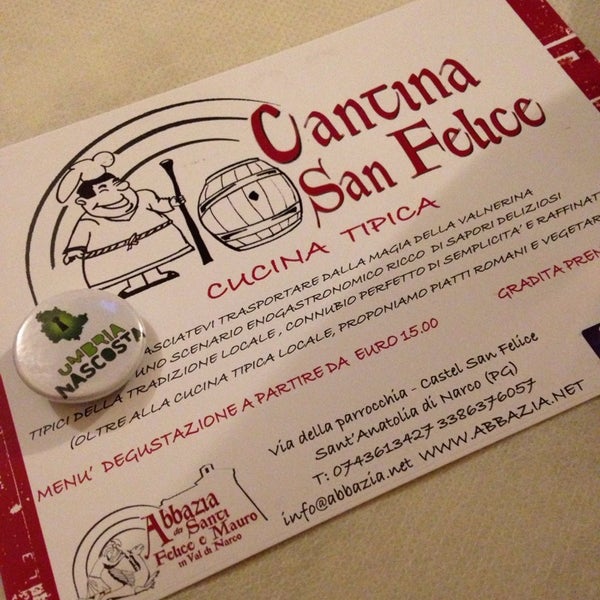 Cantina
San Felice
CUCINA TIPICA
ASCIATEVI TRASPORTARE DALLA MAGIA DELLA VALNERINA
UNO SCENARIO ENOGASTRONOMICO RICCO DI SAPORI DELIZIOSI
TIPICI DELLA TRADIZIONE LOCALE, CONNUBIO PERFETTO DI SEMPLICITA' E RAFFINAT
(OLTRE ALLA CUCINA TIPICA LOCALE, PROPONIAMO PIATTI ROMANI E VEGETAR
GRADITA PREN
MENU' DEGUSTAZIONE A PARTIRE DA EURO 15.00
Via della parrocchia - Castel San Felice
Sant'Anatolia di Narco (PG)
T: 0743613427 3386376057
info@abbazia.net WWW.ABBAZIA.NET
UMBRIA
NASCOSTA
Abbazia
dei Santi
Felice e Mauro
in Val di Narco